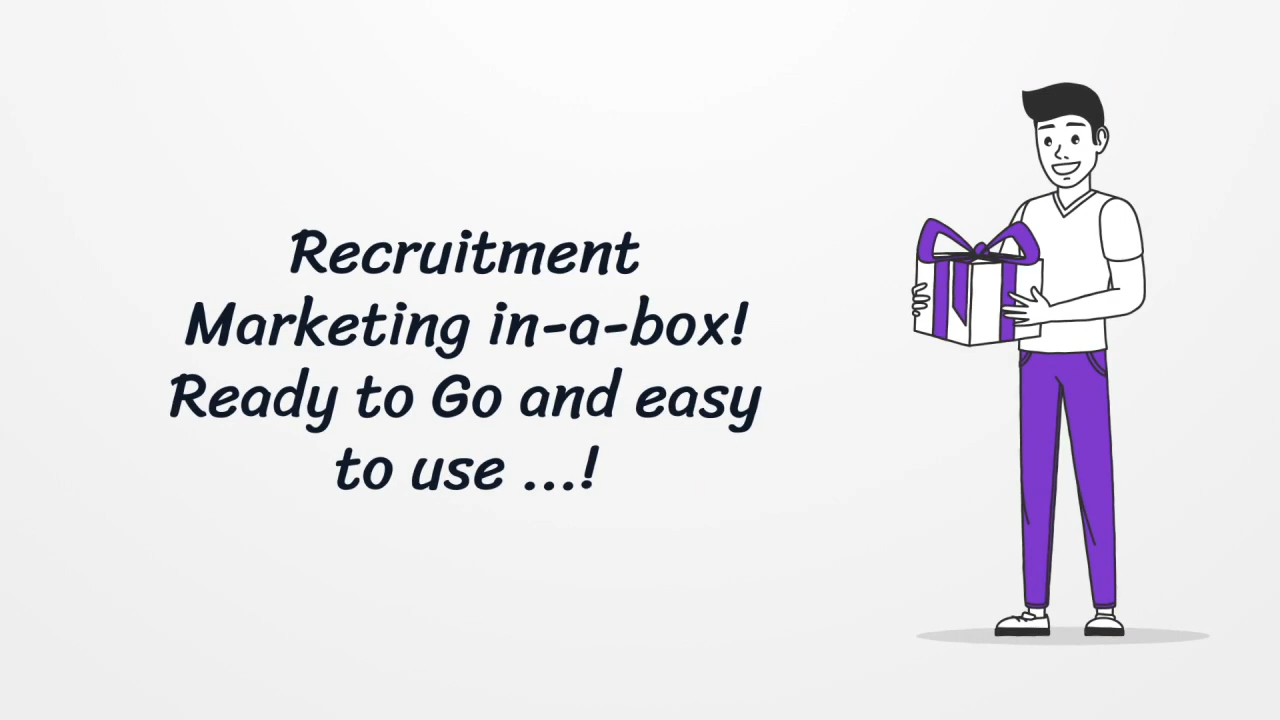 Recruitment
Marketing in-a-box!
Ready to Go and easy
to use ...!